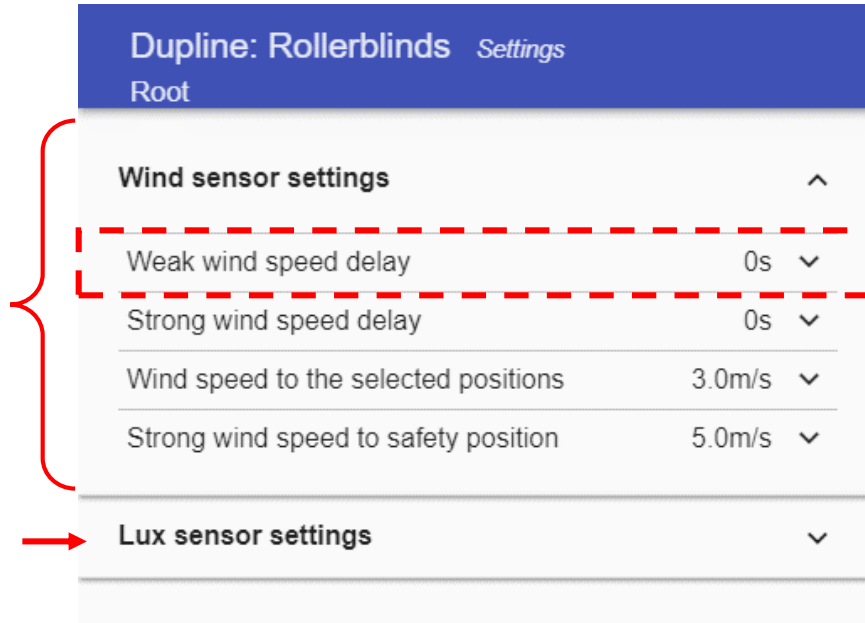 Dupline: Rollerblinds Settings
Root
Wind sensor settings
Weak wind speed delay 0s
Strong wind speed delay 0s
Wind speed to the selected positions 3.0m/s
Strong wind speed to safety position 5.0m/s
Lux sensor settings